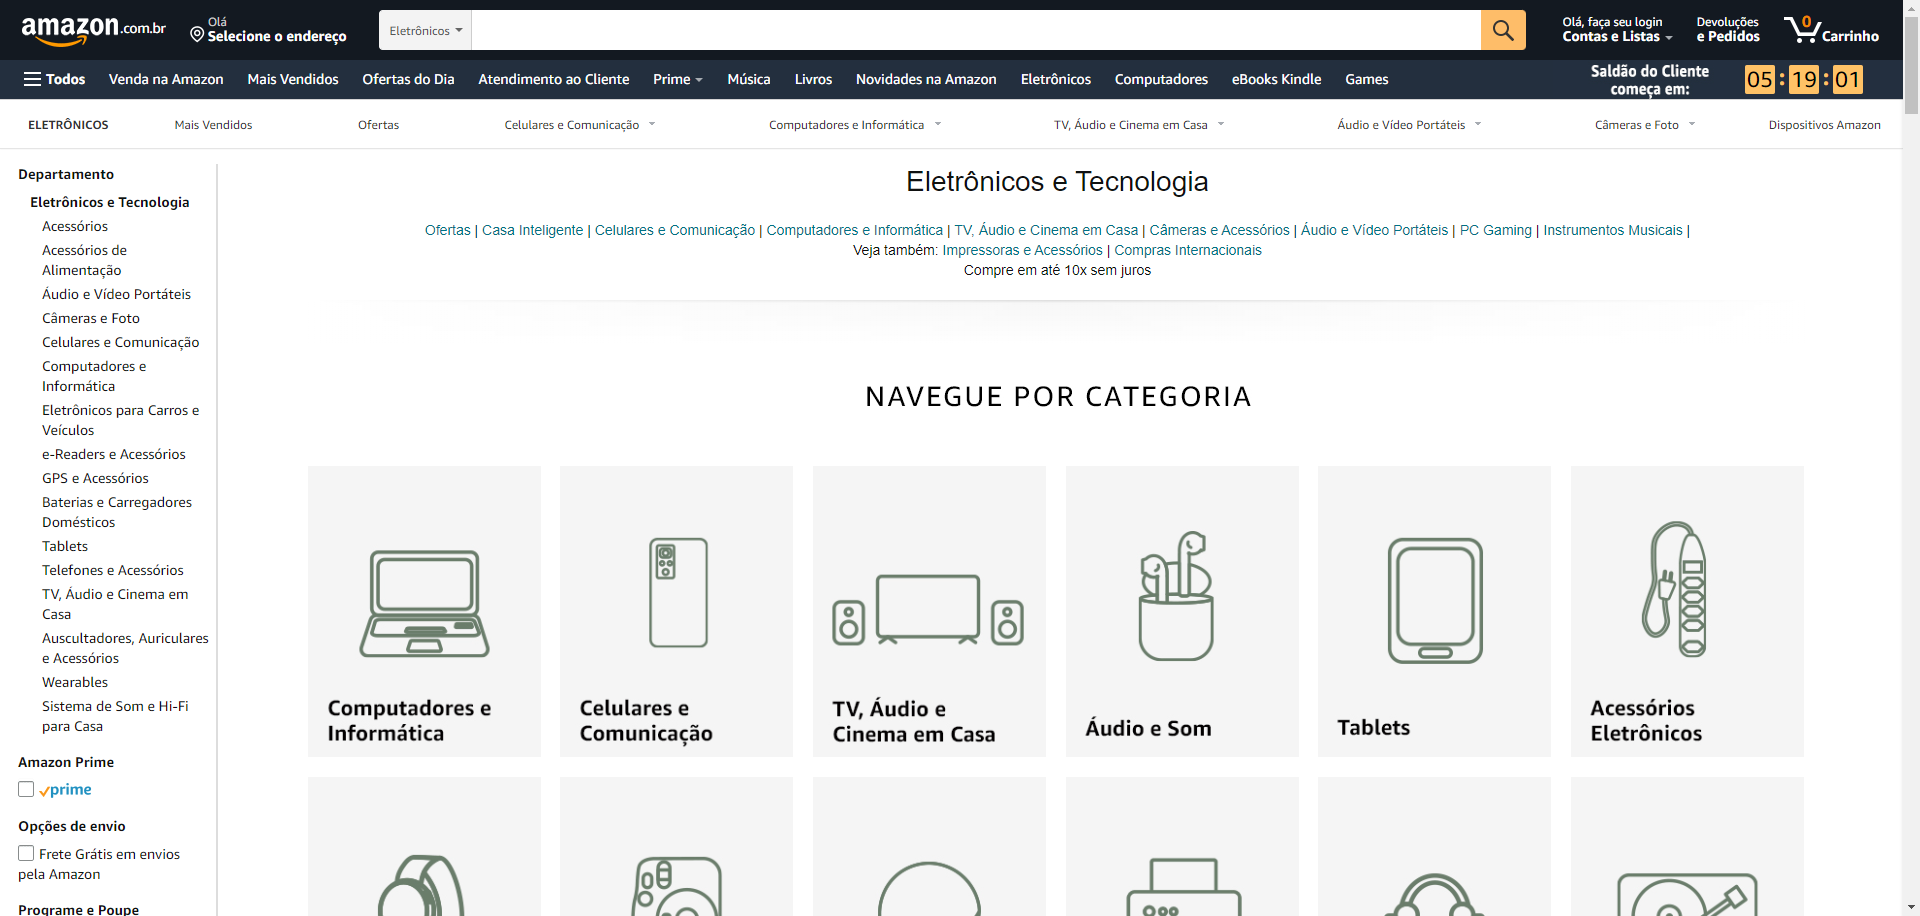 amazon.com.br
Olá
Selecione o endereço
Eletrônicos
Olá, faça seu login
Contas e Listas
Devoluções
e Pedidos
0
Carrinho
Todos
Venda na Amazon
Mais Vendidos
Ofertas do Dia
Atendimento ao Cliente
Prime
Música
Livros
Novidades na Amazon
Eletrônicos
Computadores
eBooks Kindle
Games
Saldão do Cliente
começa em:
05:19:01
ELETRÔNICOS
Mais Vendidos
Ofertas
Celulares e Comunicação
Computadores e Informática
TV, Áudio e Cinema em Casa
Áudio e Vídeo Portáteis
Câmeras e Foto
Dispositivos Amazon
Departamento
Eletrônicos e Tecnologia
Acessórios
Acessórios de
Alimentação
Áudio e Vídeo Portáteis
Câmeras e Foto
Celulares e Comunicação
Computadores e
Informática
Eletrônicos para Carros e
Veículos
e-Readers e Acessórios
GPS e Acessórios
Baterias e Carregadores
Domésticos
Tablets
Telefones e Acessórios
TV, Áudio e Cinema em
Casa
Auscultadores, Auriculares
e Acessórios
Wearables
Sistema de Som e Hi-Fi
para Casa
Amazon Prime
prime
Opções de envio
Frete Grátis em envios
pela Amazon
Programe e Poupe
Eletrônicos e Tecnologia
Ofertas | Casa Inteligente | Celulares e Comunicação | Computadores e Informática | TV, Áudio e Cinema em Casa | Câmeras e Acessórios | Áudio e Vídeo Portáteis | PC Gaming | Instrumentos Musicais |
Veja também: Impressoras e Acessórios | Compras Internacionais
Compre em até 10x sem juros
NAVEGUE POR CATEGORIA
Computadores e
Informática
Celulares e
Comunicação
TV, Áudio e
Cinema em Casa
Áudio e Som
Tablets
Acessórios
Eletrônicos